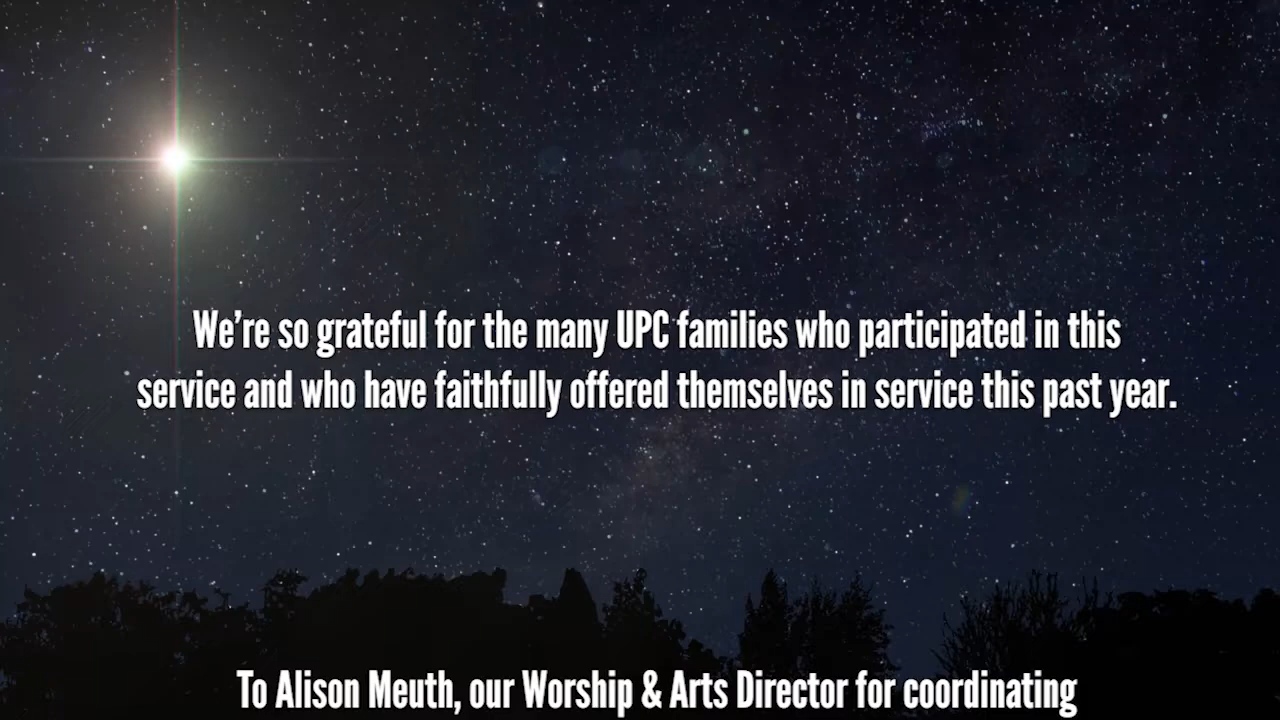 We’re so grateful for the many UPC families who participated in this
service and who have faithfully offered themselves in service this past year.
To Alison Meuth, our Worship & Arts Director for coordinating